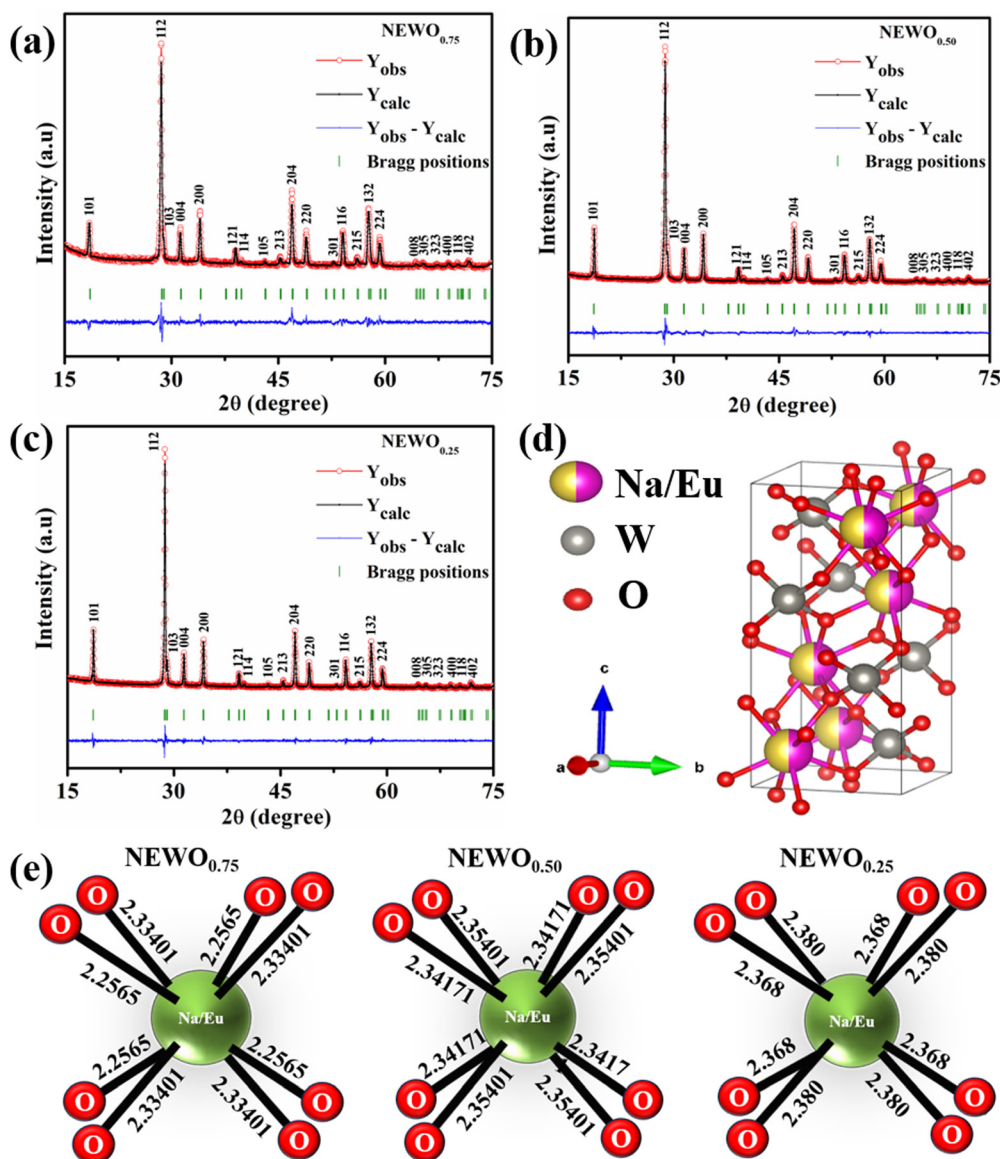 (a)
NEWO0.75
Yobs
Ycalc
Yobs - Ycalc
Bragg positions
Intensity (a.u)
101
112
103
004
200
121
114
105
213
204
220
301
116
215
132
224
008
305
323
400
118
402
15 30 45 60 75
2θ (degree)
(b)
NEWO0.50
Yobs
Ycalc
Yobs - Ycalc
Bragg positions
Intensity (a.u)
101
112
103
004
200
121
114
105
213
204
220
301
116
215
132
224
008
305
323
400
118
402
15 30 45 60 75
2θ (degree)
(c)
NEWO0.25
Yobs
Ycalc
Yobs - Ycalc
Bragg positions
Intensity (a.u)
101
112
103
004
200
121
114
105
213
204
220
301
116
215
132
224
008
305
323
400
118
402
15 30 45 60 75
2θ (degree)
(d)
Na/Eu
W
O
c
a
b
(e)
NEWO0.75
O O O O
2.2565
2.33401
2.2565
2.33401
Na/Eu
2.2565
2.33401
2.33401
2.2565
O O O O
NEWO0.50
O O O O
2.34171
2.35401
2.34171
2.35401
Na/Eu
2.34171
2.35401
2.35401
2.3417
O O O O
NEWO0.25
O O O O
2.368
2.380
2.368
2.380
Na/Eu
2.368
2.380
2.380
2.368
O O O O